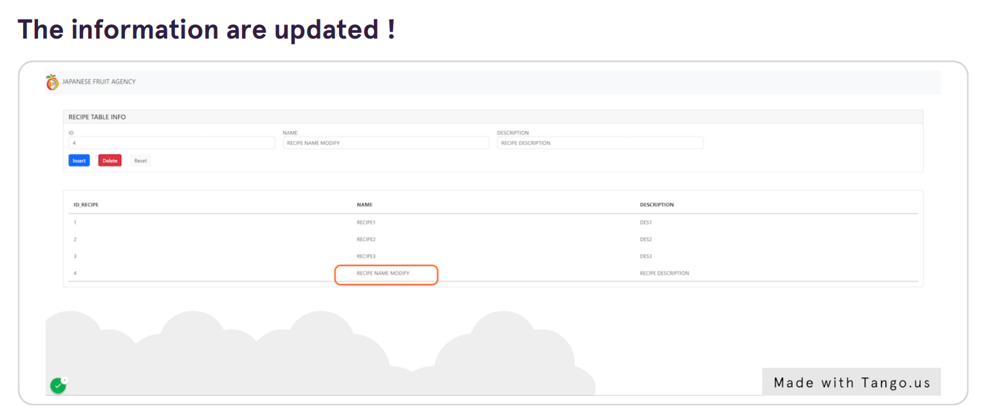 The information are updated !
JAPANESE FRUIT AGENCY
RECIPE TABLE INFO
ID NAME DESCRIPTION
4 RECIPE NAME MODIFY RECIPE DESCRIPTION
Insert Delete Reset
ID_RECIPE NAME DESCRIPTION
1 RECIPE1 DES1
2 RECIPE2 DES2
3 RECIPE3 DES3
4 RECIPE NAME MODIFY RECIPE DESCRIPTION
Made with Tango.us